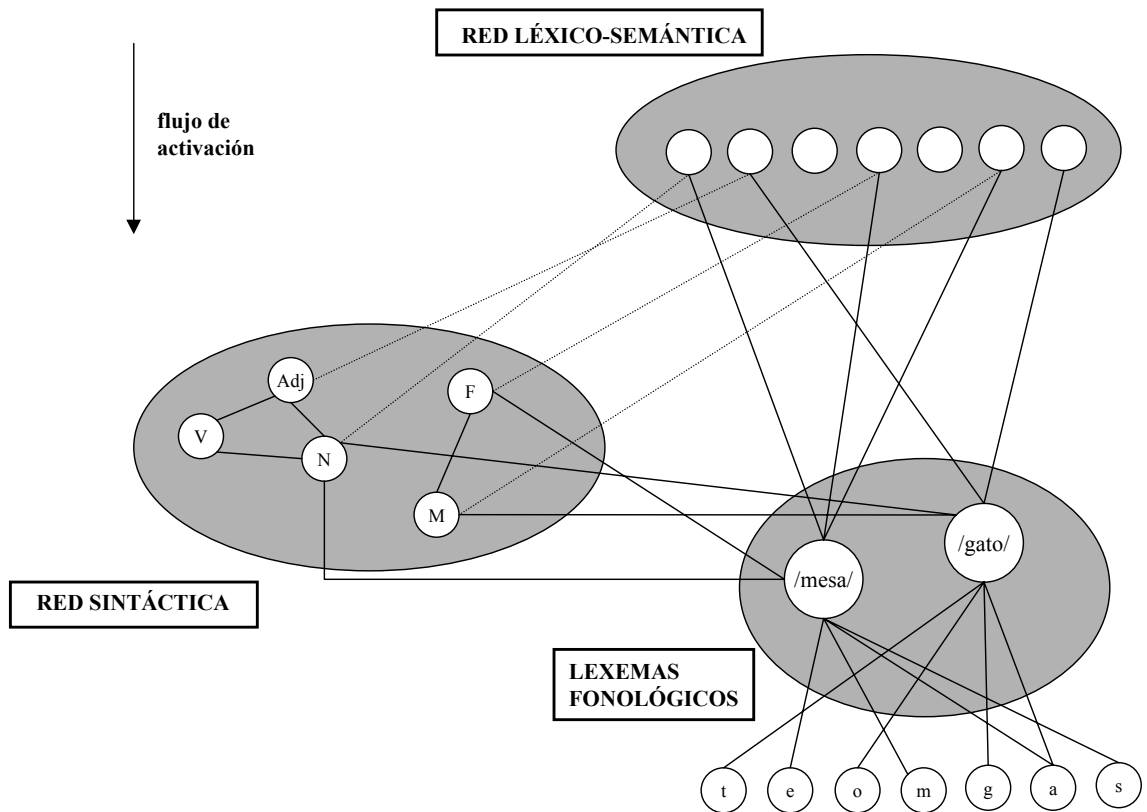 RED LÉXICO-SEMÁNTICA
flujo de
activación
Adj
F
V
N
M
/gato/
/mesa/
RED SINTÁCTICA
LEXEMAS
FONOLÓGICOS
t e o m g a s